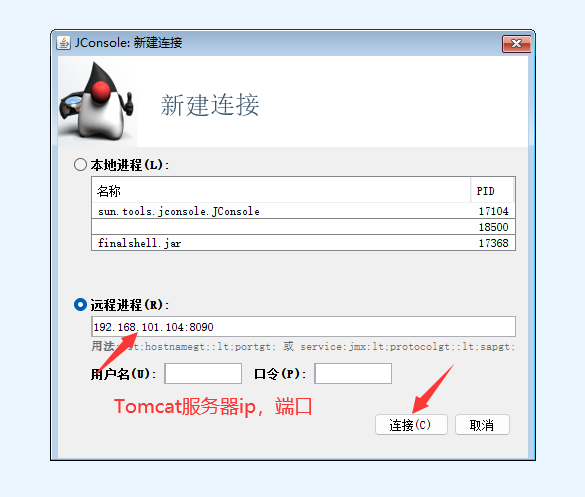 JConsole: 新建连接
新建连接
本地进程(L):
名称 PID
sun.tools.jconsole.JConsole 17104
18500
finalshell.jar 17368
远程进程(R):
192.168.101.104:8090
用法: ;hostnamegt;:lt;portgt; 或 service:jmx:lt;protocolgt;:lt;sapgt;
用户名(U): 口令(P):
Tomcat服务器ip，端口
连接(C) 取消